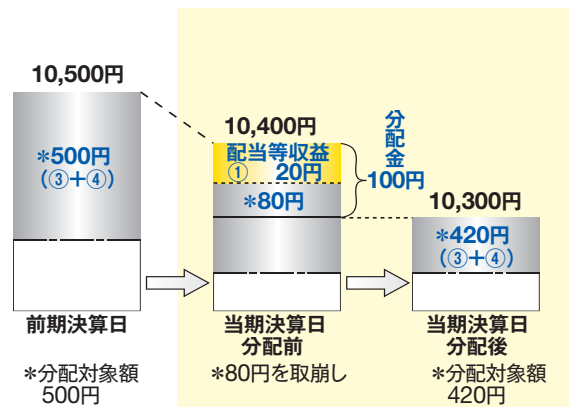 10,500円
*500円
(③+④)
前期決算日
*分配対象額
500円
10,400円
配当等収益
① 20円
*80円
分配金
100円
当期決算日
分配前
*80円を取崩し
10,300円
*420円
(③+④)
当期決算日
分配後
*分配対象額
420円